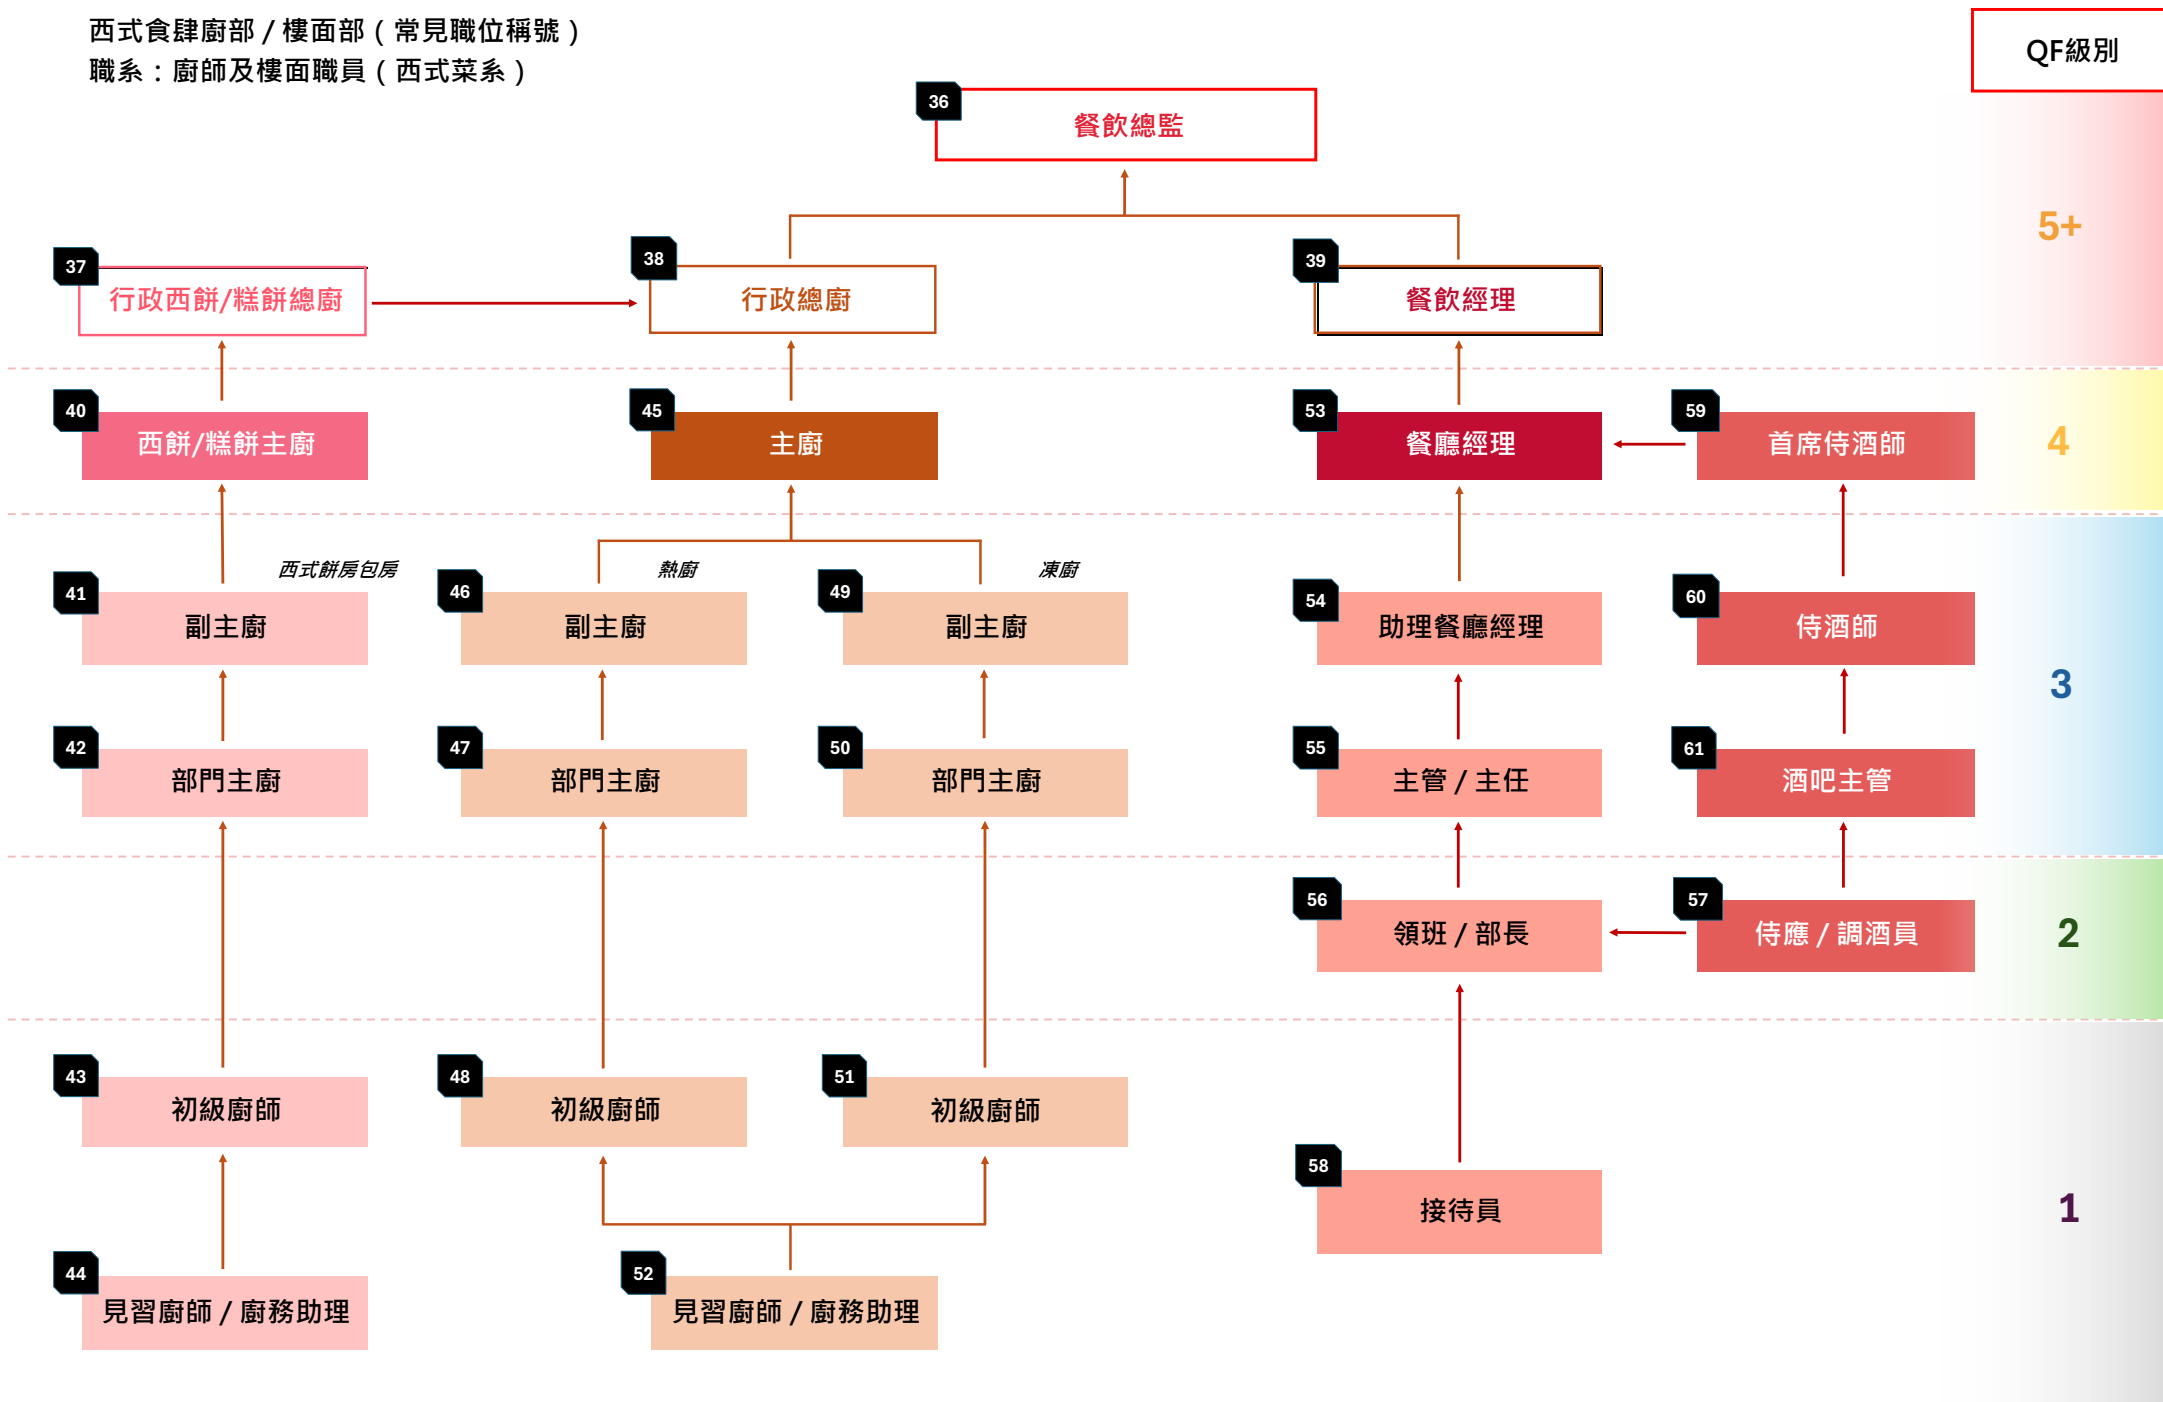 西式食肆廚部 / 樓面部 ( 常見職位稱號 )
職系：廚師及樓面職員 ( 西式菜系 )
QF級別
36
餐飲總監
5+
37
行政西餅/糕餅總廚
38
行政總廚
39
餐飲經理
40
西餅/糕餅主廚
45
主廚
53
餐廳經理
59
首席侍酒師
4
西式餅房包房
熱廚
凍廚
41
副主廚
46
副主廚
49
副主廚
54
助理餐廳經理
60
侍酒師
3
42
部門主廚
47
部門主廚
50
部門主廚
55
主管 / 主任
61
酒吧主管
56
領班 / 部長
57
侍應 / 調酒員
2
43
初級廚師
48
初級廚師
51
初級廚師
58
接待員
1
44
見習廚師 / 廚務助理
52
見習廚師 / 廚務助理